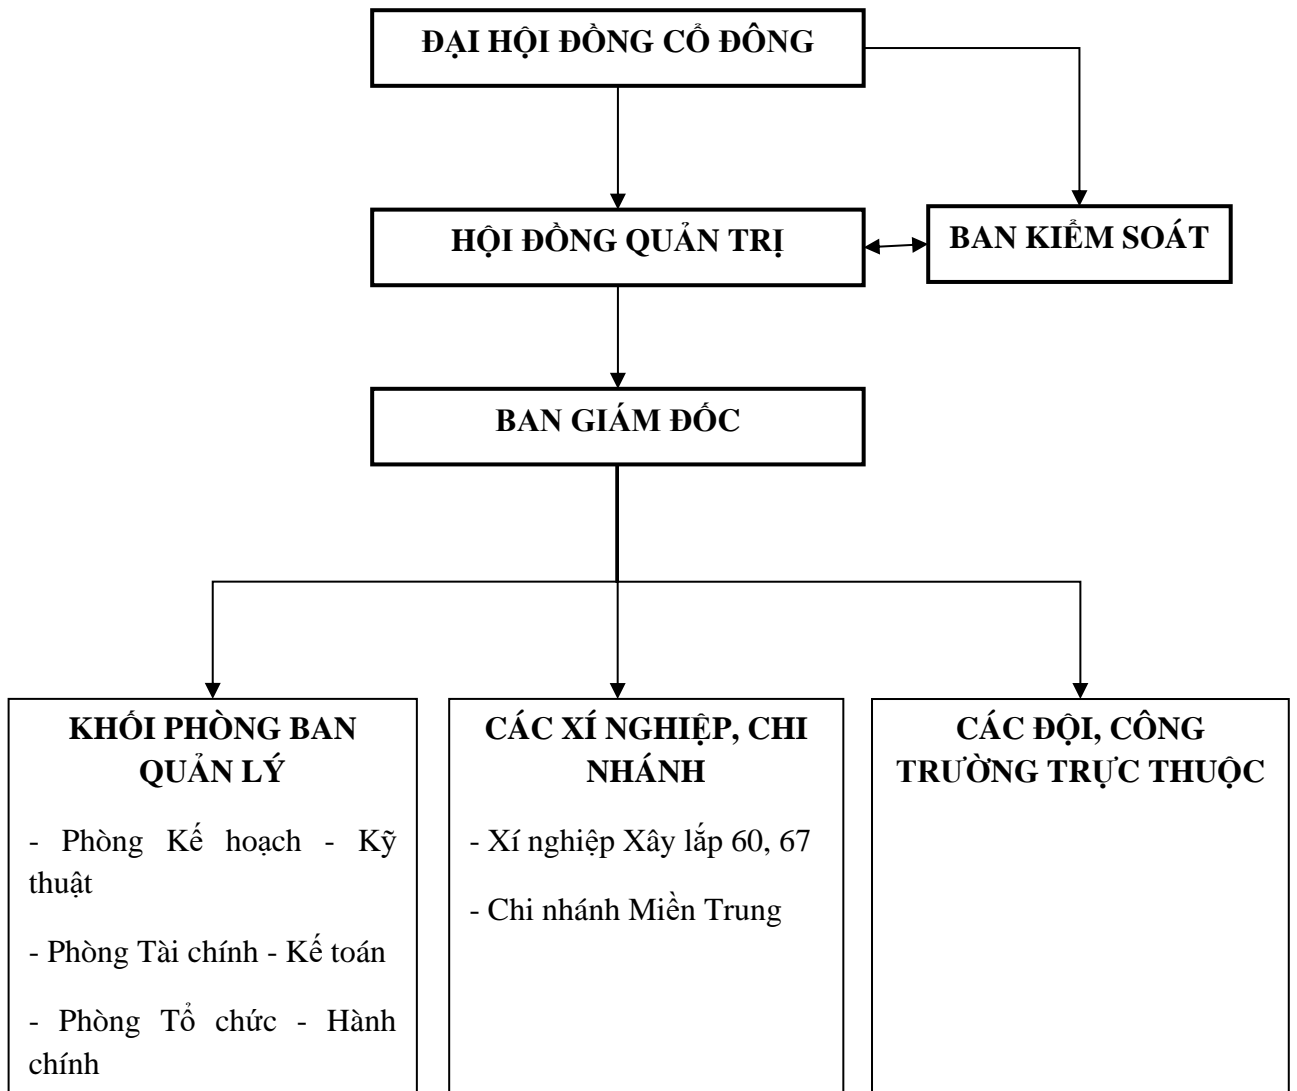 ĐẠI HỘI ĐỒNG CỔ ĐÔNG
HỘI ĐỒNG QUẢN TRỊ
BAN KIỂM SOÁT
BAN GIÁM ĐỐC
KHỐI PHÒNG BAN
QUẢN LÝ
- Phòng Kế hoạch - Kỹ
thuật
- Phòng Tài chính - Kế toán
- Phòng Tổ chức - Hành
chính
CÁC XÍ NGHIỆP, CHI
NHÁNH
- Xí nghiệp Xây lắp 60, 67
- Chi nhánh Miền Trung
CÁC ĐỘI, CÔNG
TRƯỜNG TRỰC THUỘC